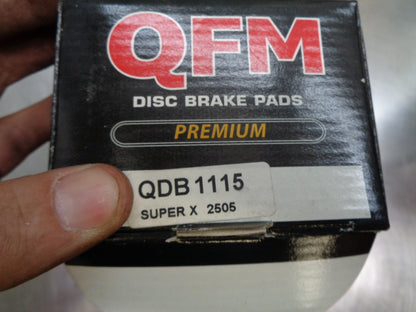 QFM
DISC BRAKE PADS
PREMIUM
QDB 1115
SUPER X 2505